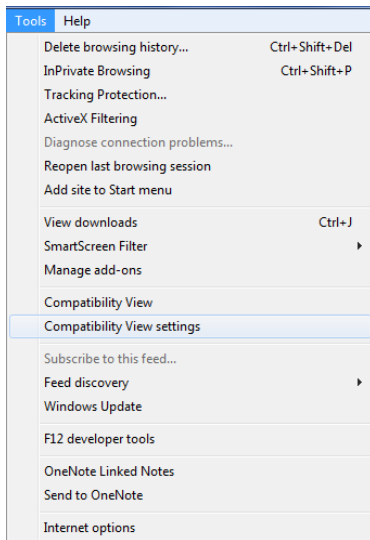 Tools Help
Delete browsing history... Ctrl+Shift+Del
InPrivate Browsing Ctrl+Shift+P
Tracking Protection...
ActiveX Filtering
Diagnose connection problems...
Reopen last browsing session
Add site to Start menu
View downloads Ctrl+J
SmartScreen Filter
Manage add-ons
Compatibility View
Compatibility View settings
Subscribe to this feed...
Feed discovery
Windows Update
F12 developer tools
OneNote Linked Notes
Send to OneNote
Internet options